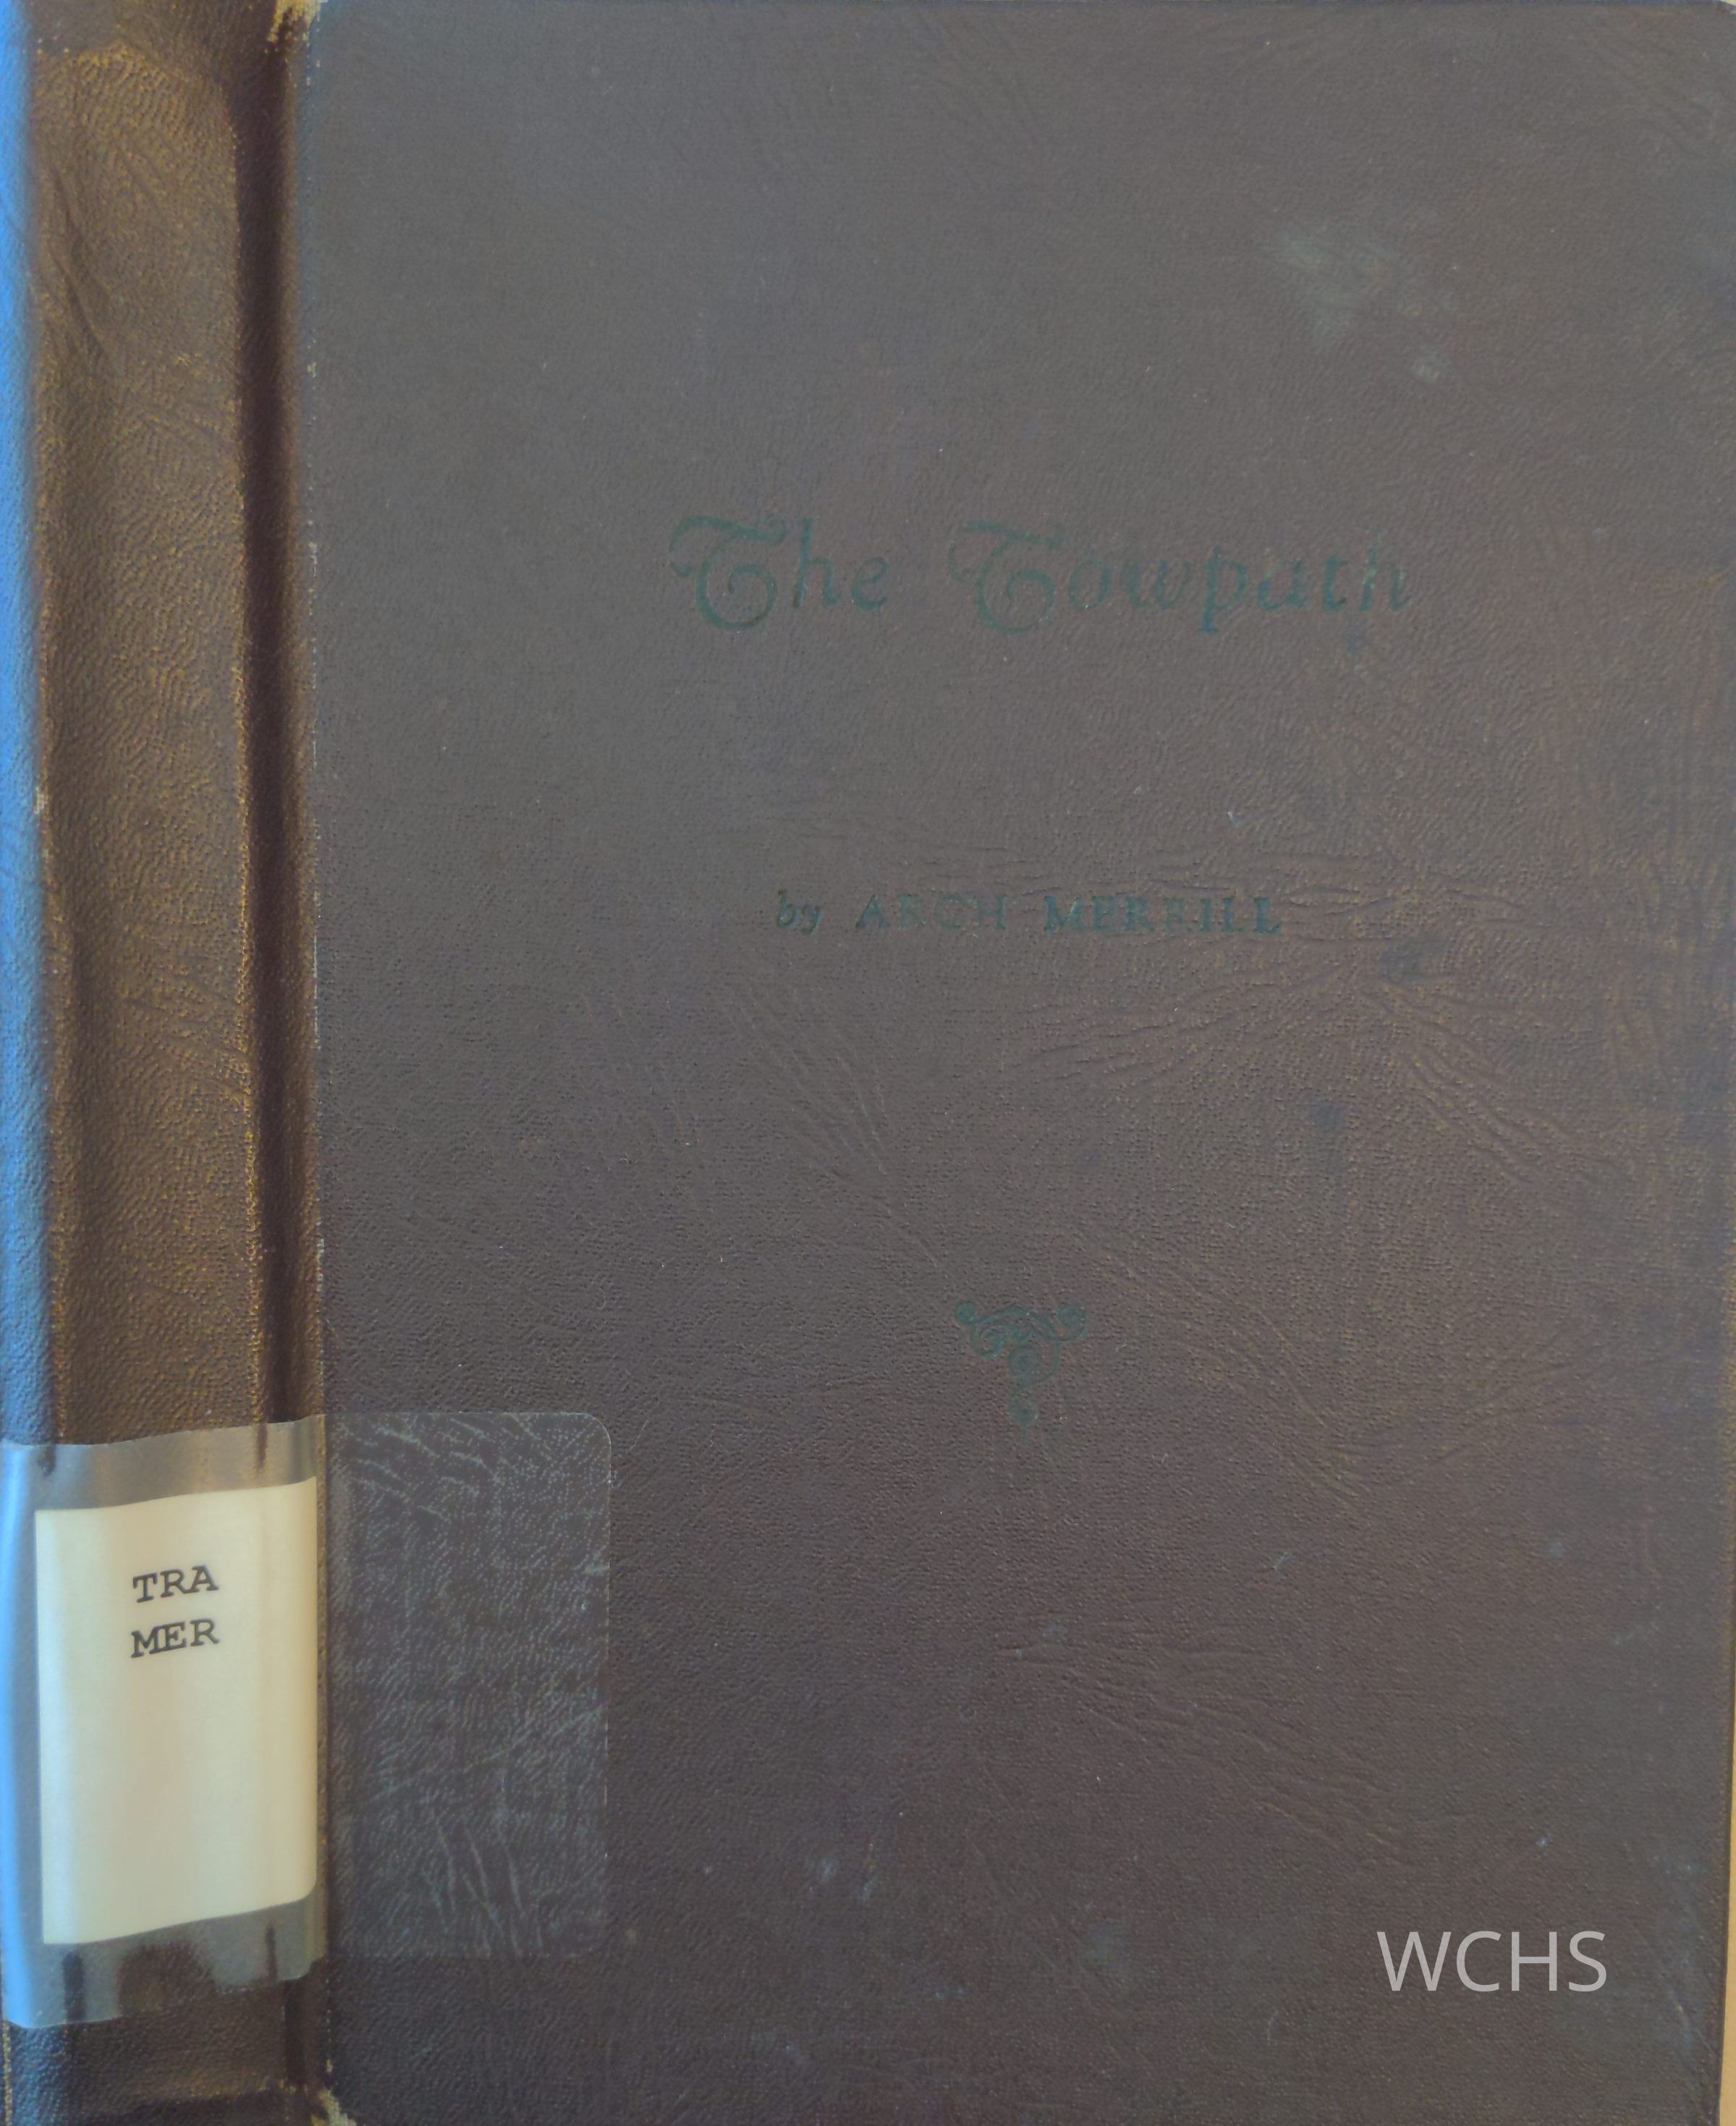 The Towpath
by ARCH MERRILL
TRA
MER
WCHS